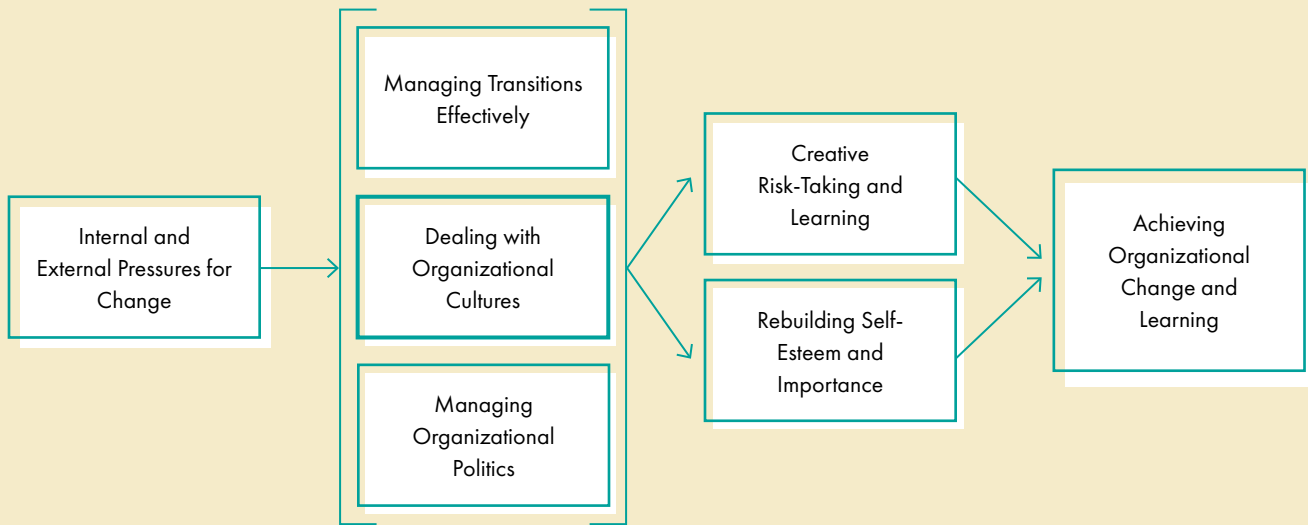 Internal and
External Pressures for
Change
Managing Transitions
Effectively
Dealing with
Organizational
Cultures
Managing
Organizational
Politics
Creative
Risk-Taking and
Learning
Rebuilding Self-
Esteem and
Importance
Achieving
Organizational
Change and
Learning